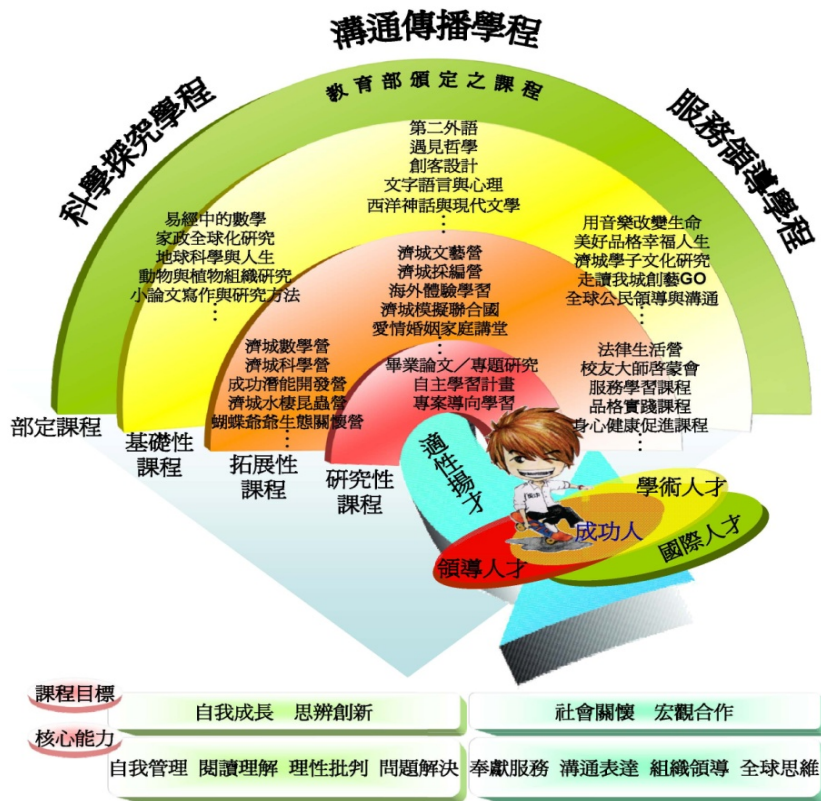 溝通傳播學程
科學探究學程
服務領導學程
教育部頒定之課程
第二外語
遇見哲學
創客設計
文字語言與心理
西洋神話與現代文學
⋮
易經中的數學
家政全球化研究
地球科學與人生
動物與植物組織研究
小論文寫作與研究方法
⋮
用音樂改變生命
美好品格幸福人生
濟城學子文化研究
走讀我城創藝GO
全球公民領導與溝通
⋮
濟城文藝營
濟城採編營
海外體驗學習
濟城模擬聯合國
愛情婚姻家庭講堂
⋮
濟城數學營
濟城科學營
成功潛能開發營
濟城水棲昆蟲營
蝴蝶爺爺生態關懷營
⋮
法律生活營
校友大師啓蒙會
服務學習課程
品格實踐課程
身心健康促進課程
⋮
畢業論文／專題研究
自主學習計畫
專案導向學習
⋮
部定課程
基礎性
課程
拓展性
課程
研究性
課程
適性揚才
學術人才
成功人
國際人才
領導人才
課程目標
自我成長 思辨創新
社會關懷 宏觀合作
核心能力
自我管理 閱讀理解 理性批判 問題解決
奉獻服務 溝通表達 組織領導 全球思維